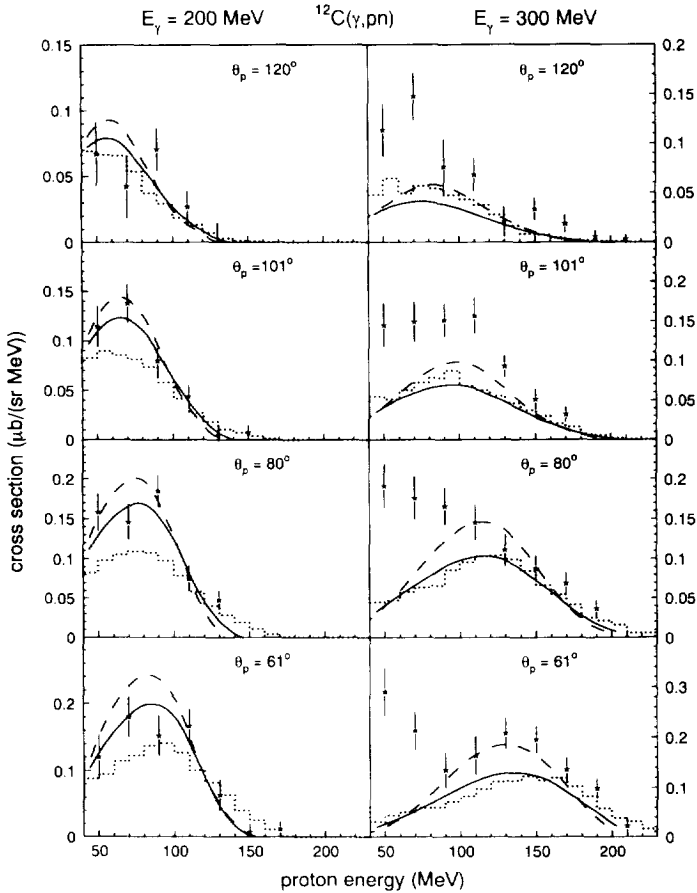 E_γ = 200 MeV ¹²C(γ,pn) E_γ = 300 MeV
θ_p = 120° θ_p = 120°
0.15 0.2
0.1 0.15
0.1
0.05 0.05
0 0
θ_p =101° θ_p = 101°
0.2
0.15 0.15
0.1 0.1
0.05 0.05
0 0
θ_p = 80° θ_p = 80°
0.2 0.2
0.15 0.15
0.1 0.1
0.05 0.05
0 0
θ_p = 61° θ_p = 61°
0.3
0.2 0.2
0.1 0.1
0 0
50 100 150 200 50 100 150 200
proton energy (MeV) proton energy (MeV)
cross section (μb/(sr MeV))